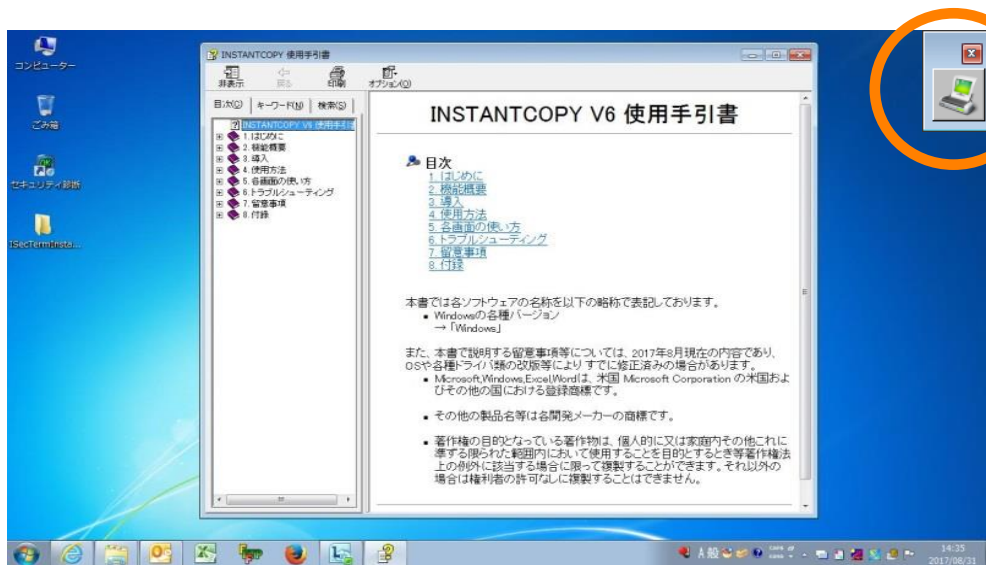 コンピューター
ごみ箱
セキュリティ診断
ISecTermInsta...
INSTANTCOPY 使用手引書
非表示
戻る
印刷
オプション(O)
目次(C)
キーワード(N)
検索(S)
INSTANTCOPY V6 使用手引
1.はじめに
2.機能概要
3.導入
4.使用方法
5.各画面の使い方
6.トラブルシューティング
7.留意事項
8.付録
INSTANTCOPY V6 使用手引書
目次
1.はじめに
2.機能概要
3.導入
4.使用方法
5.各画面の使い方
6.トラブルシューティング
7.留意事項
8.付録
本書では各ソフトウェアの名称を以下の略称で表記しております。
Windowsの各種バージョン
→「Windows」
また、本書で説明する留意事項等については、2017年8月現在の内容であり、
OSや各種ドライバ類の改版等によりすでに修正済みの場合があります。
Microsoft,Windows,Excel,Wordは、米国 Microsoft Corporation の米国およ
びその他の国における登録商標です。
その他の製品名等は各開発メーカーの商標です。
著作権の目的となっている著作物は、個人的に又は家庭内その他これに
準ずる限られた範囲内において使用することを目的とするとき等著作権法
上の例外に該当する場合に限って複製することができます。それ以外の
場合は権利者の許可なしに複製することはできません。
A 般
14:35
2017/08/31